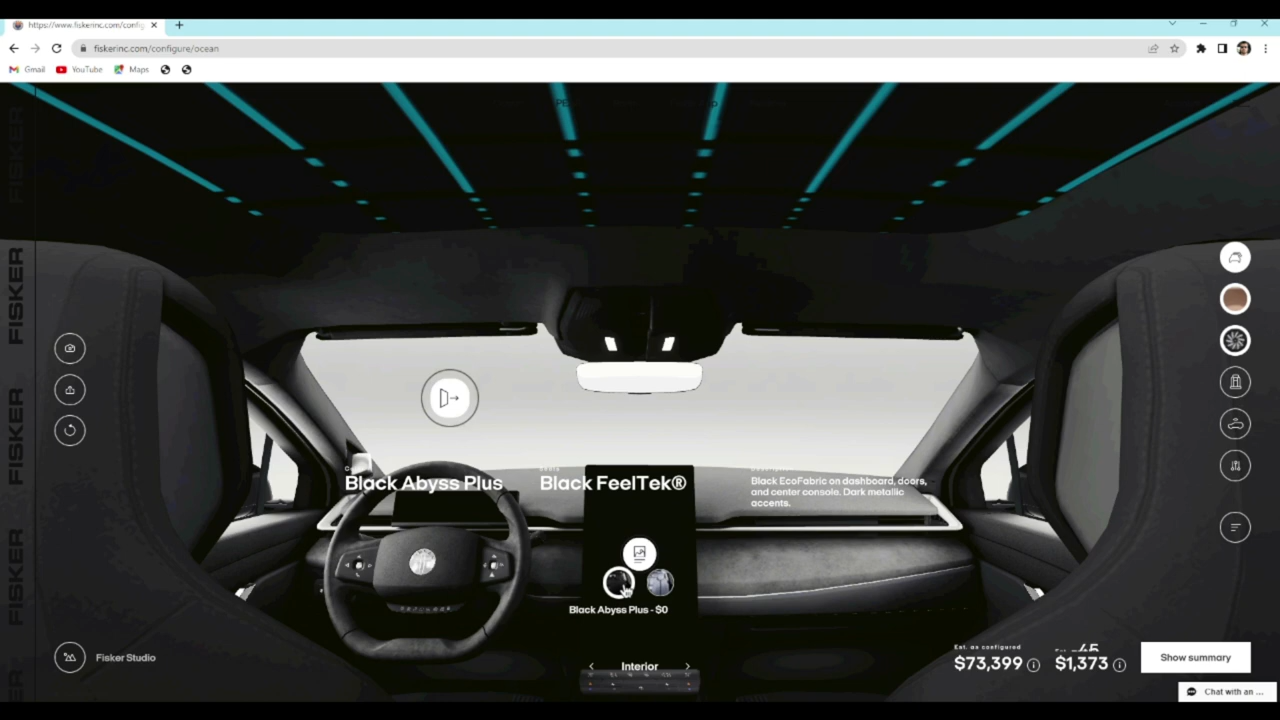 https://www.fiskerinc.com/config
fiskerinc.com/configure/ocean
Gmail
YouTube
Maps
FISKER
FISKER
FISKER
FISKER
Black Abyss Plus
Black FeelTek®
Black EcoFabric on dashboard, doors,
and center console. Dark metallic
accents.
Black Abyss Plus - $0
Interior
Fisker Studio
Est. as configured
$73,399
$1,373
Show summary
Chat with an ...